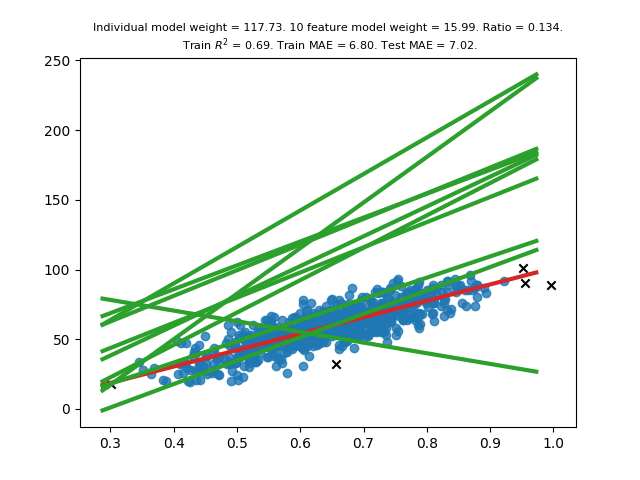 Individual model weight = 117.73. 10 feature model weight = 15.99. Ratio = 0.134.
Train R² = 0.69. Train MAE = 6.80. Test MAE = 7.02.
250
200
150
100
50
0
0.3 0.4 0.5 0.6 0.7 0.8 0.9 1.0